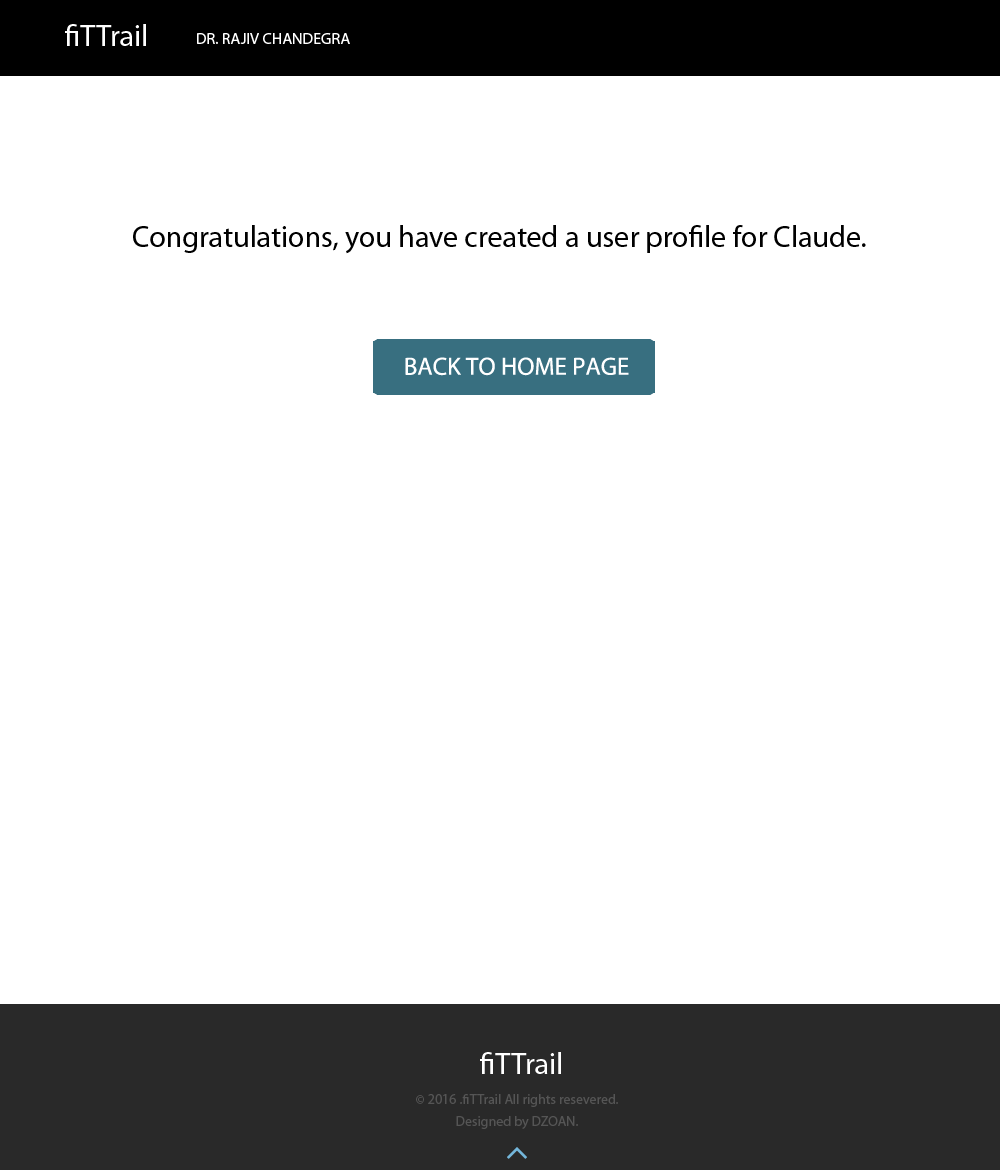 fiTTrail
DR. RAJIV CHANDEGRA
Congratulations, you have created a user profile for Claude.
BACK TO HOME PAGE
fiTTrail
© 2016 .fiTTrail All rights resevered.
Designed by DZOAN.